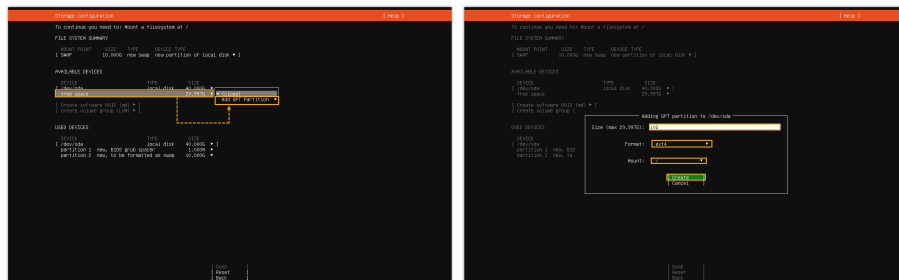 Storage configuration [ Help ]
To continue you need to: Mount a filesystem at /
FILE SYSTEM SUMMARY
MOUNT POINT SIZE TYPE DEVICE TYPE
[ SWAP 10.000G new swap new partition of local disk ▸ ]
AVAILABLE DEVICES
DEVICE TYPE SIZE
[ /dev/sda local disk 40.000G ▸
free space 29.997G ▸
(close)
Add GPT Partition ▸
[ Create software RAID (md) ▸ ]
[ Create volume group (LVM) ▸ ]
USED DEVICES
DEVICE TYPE SIZE
[ /dev/sda local disk 40.000G ▸ ]
partition 1 new, BIOS grub spacer 1.000M ▸
partition 2 new, to be formatted as swap 10.000G ▸
[ Done ]
[ Reset ]
[ Back ]
Storage configuration [ Help ]
To continue you need to: Mount a filesystem at /
FILE SYSTEM SUMMARY
MOUNT POINT SIZE TYPE DEVICE TYPE
[ SWAP 10.000G new swap new partition of local disk ▸ ]
AVAILABLE DEVICES
DEVICE TYPE SIZE
[ /dev/sda local disk 40.000G ▸ ]
free space 29.997G ▸
[ Create software RAID (md) ▸ ]
[ Create volume group (
Adding GPT partition to /dev/sda
Size (max 29.997G):
Format: [ ext4 ▾ ]
Mount: [ / ▾ ]
[ Create ]
[ Cancel ]
USED DEVICES
DEVICE
[ /dev/sda
partition 1 new, BIO
partition 2 new, to
[ Done ]
[ Reset ]
[ Back ]